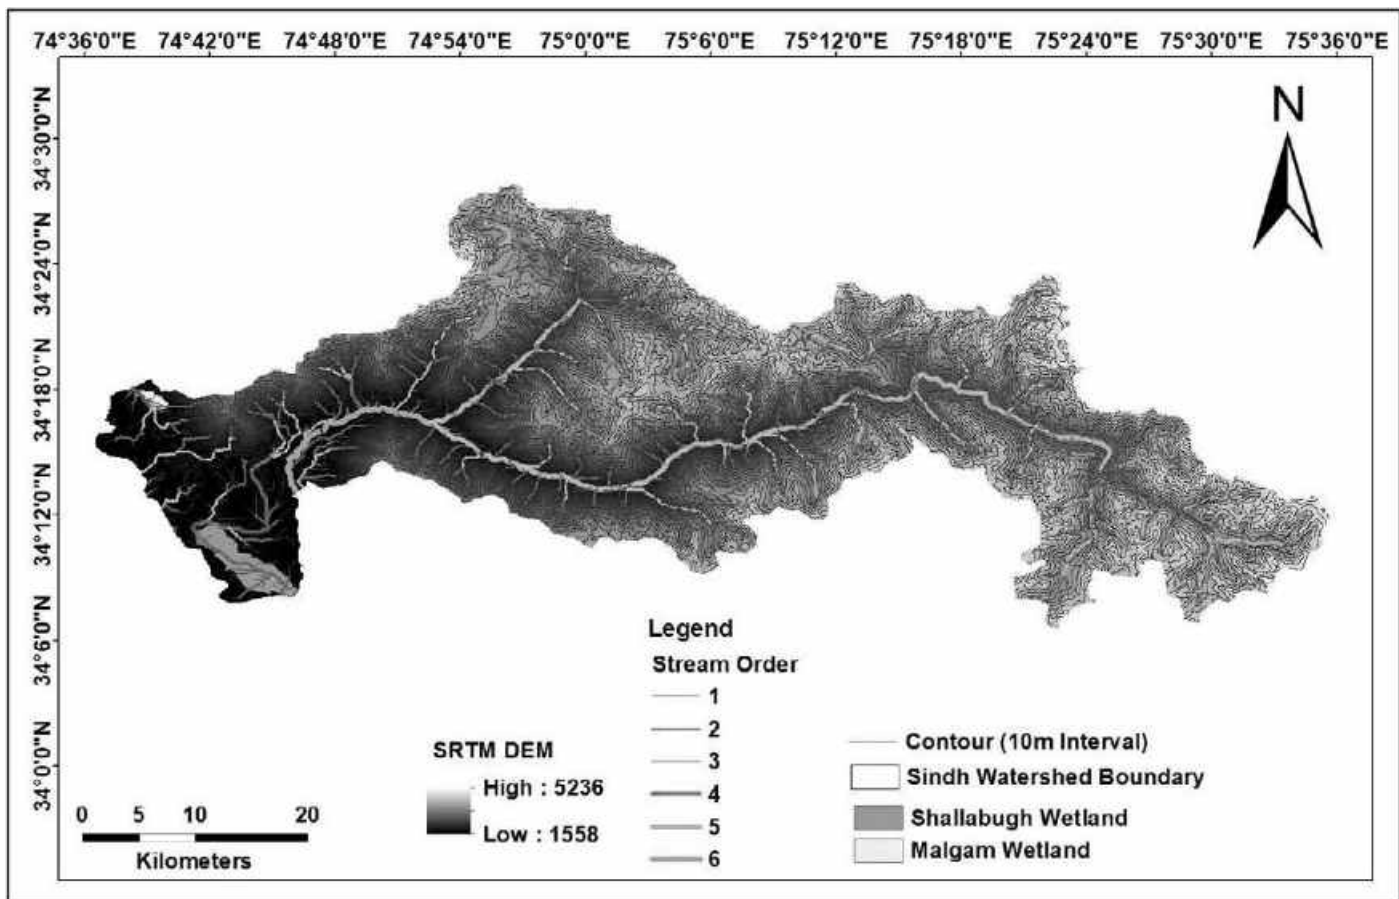 74°36'0"E 74°42'0"E 74°48'0"E 74°54'0"E 75°0'0"E 75°6'0"E 75°12'0"E 75°18'0"E 75°24'0"E 75°30'0"E 75°36'0"E
N
34°30'0"N
34°24'0"N
34°18'0"N
34°12'0"N
34°6'0"N
34°0'0"N
Legend
Stream Order
1
2
3
4
5
6
SRTM DEM
High : 5236
Low : 1558
Contour (10m Interval)
Sindh Watershed Boundary
Shallabugh Wetland
Malgam Wetland
0 5 10 20
Kilometers